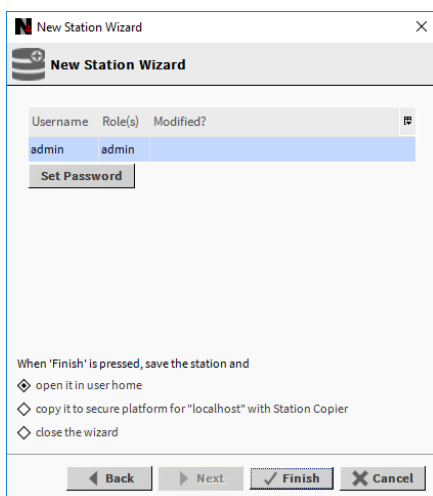 New Station Wizard
New Station Wizard
Username Role(s) Modified?
admin admin
Set Password
When 'Finish' is pressed, save the station and
open it in user home
copy it to secure platform for "localhost" with Station Copier
close the wizard
Back Next Finish Cancel